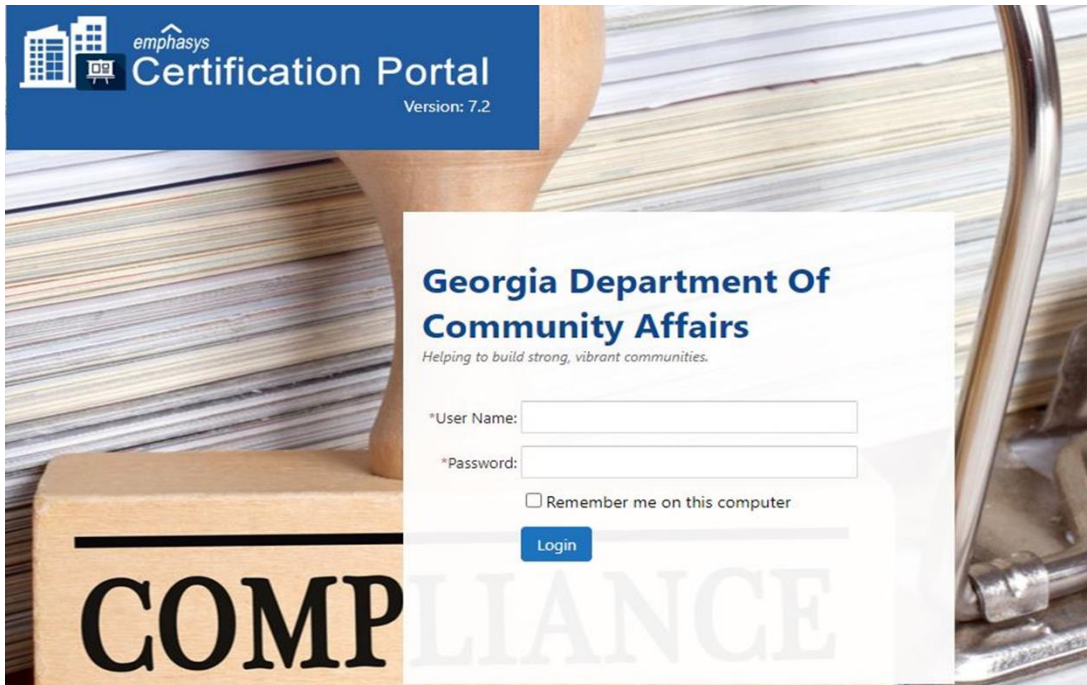 emphasys
Certification Portal
Version: 7.2
Georgia Department Of
Community Affairs
Helping to build strong, vibrant communities.
*User Name:
*Password:
Remember me on this computer
Login
COMPLIANCE